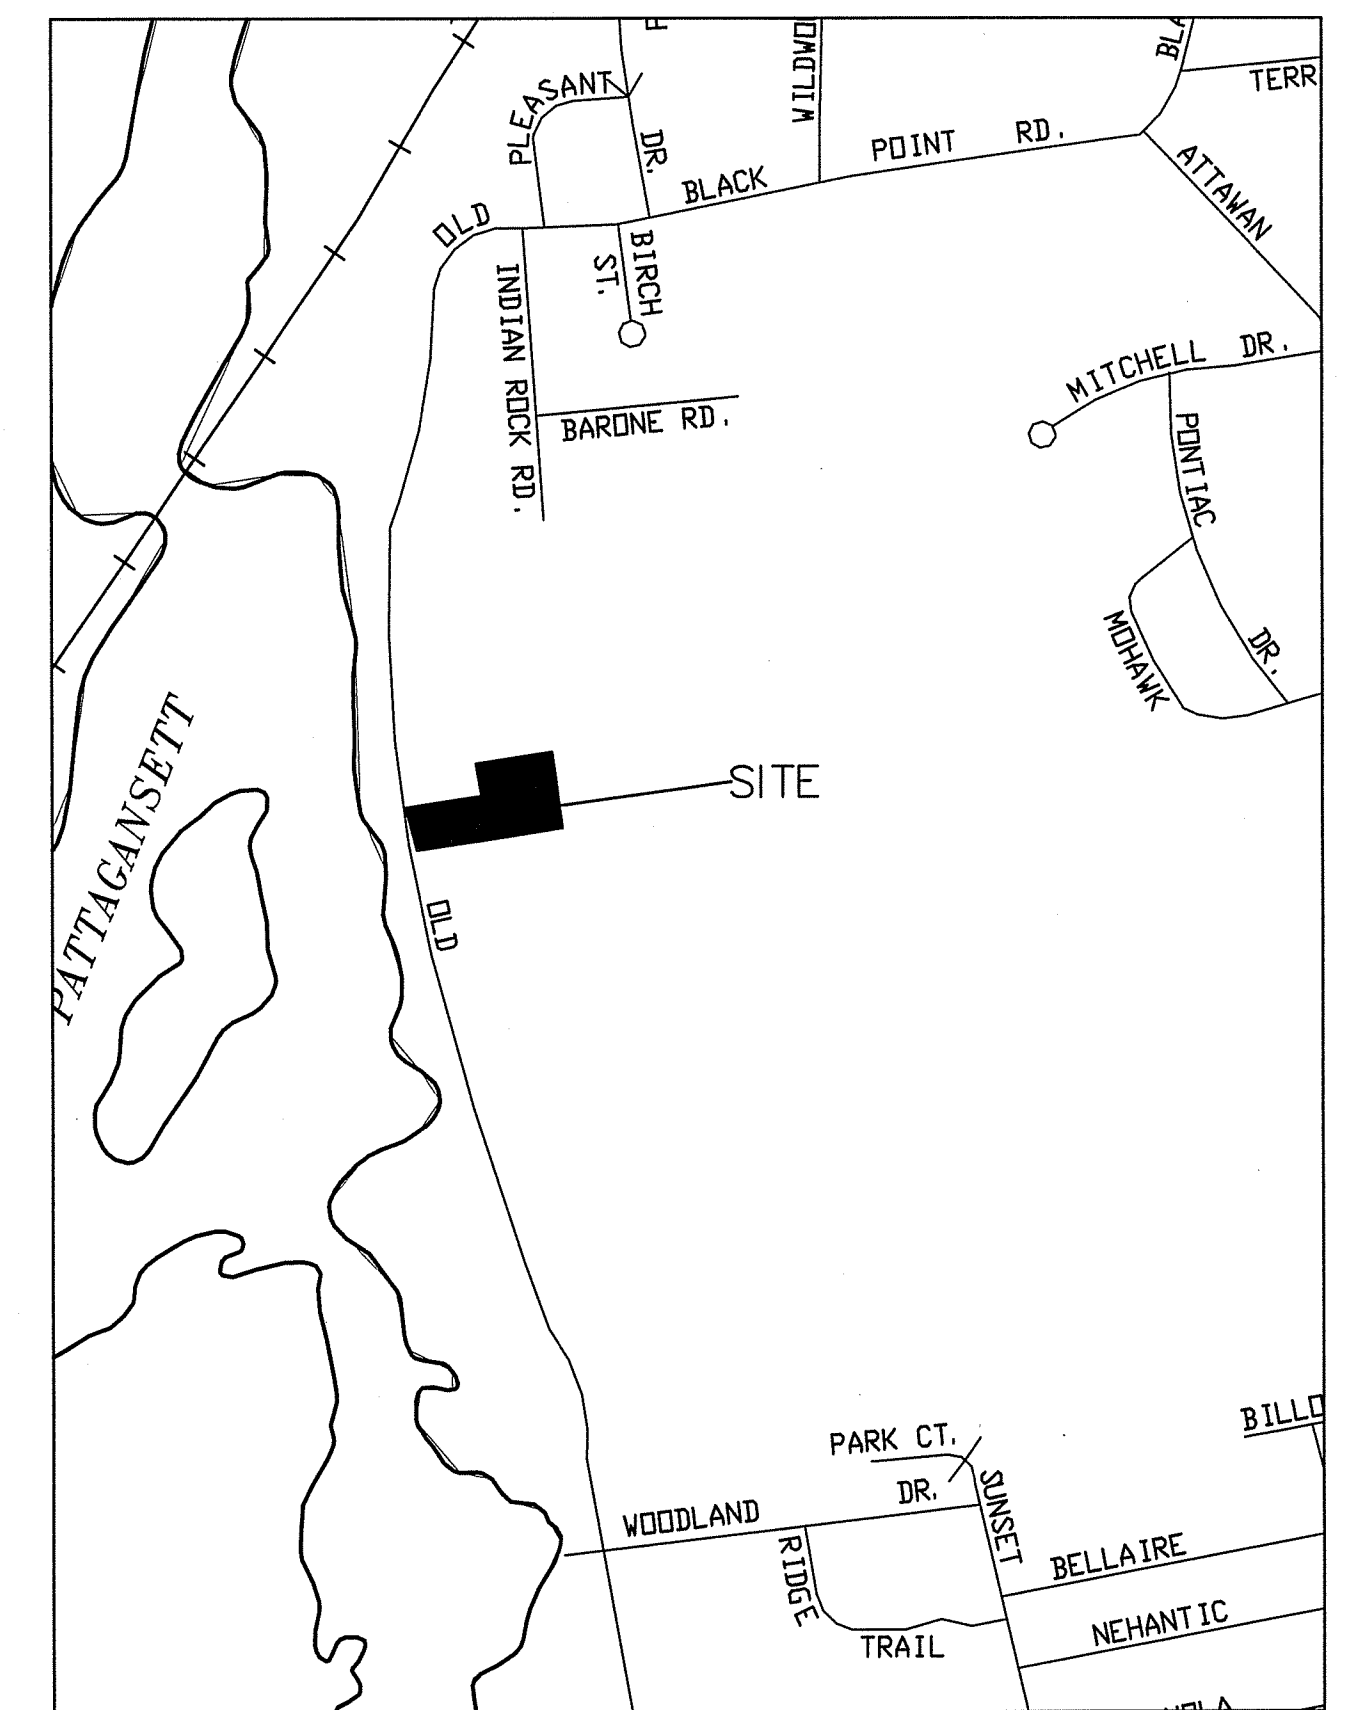 PLEASANT
DR.
BLA
TERR
OLD
BLACK
POINT
RD.
ATTAWAN
INDIAN ROCK RD.
BIRCH
ST.
BARONE RD.
MITCHELL
DR.
PONTIAC
DR.
MOHAWK
PATTAGANSETT
SITE
OLD
PARK CT.
WOODLAND
DR.
SUNSET
RIDGE
TRAIL
BILLO
BELLAIRE
NEHANTIC